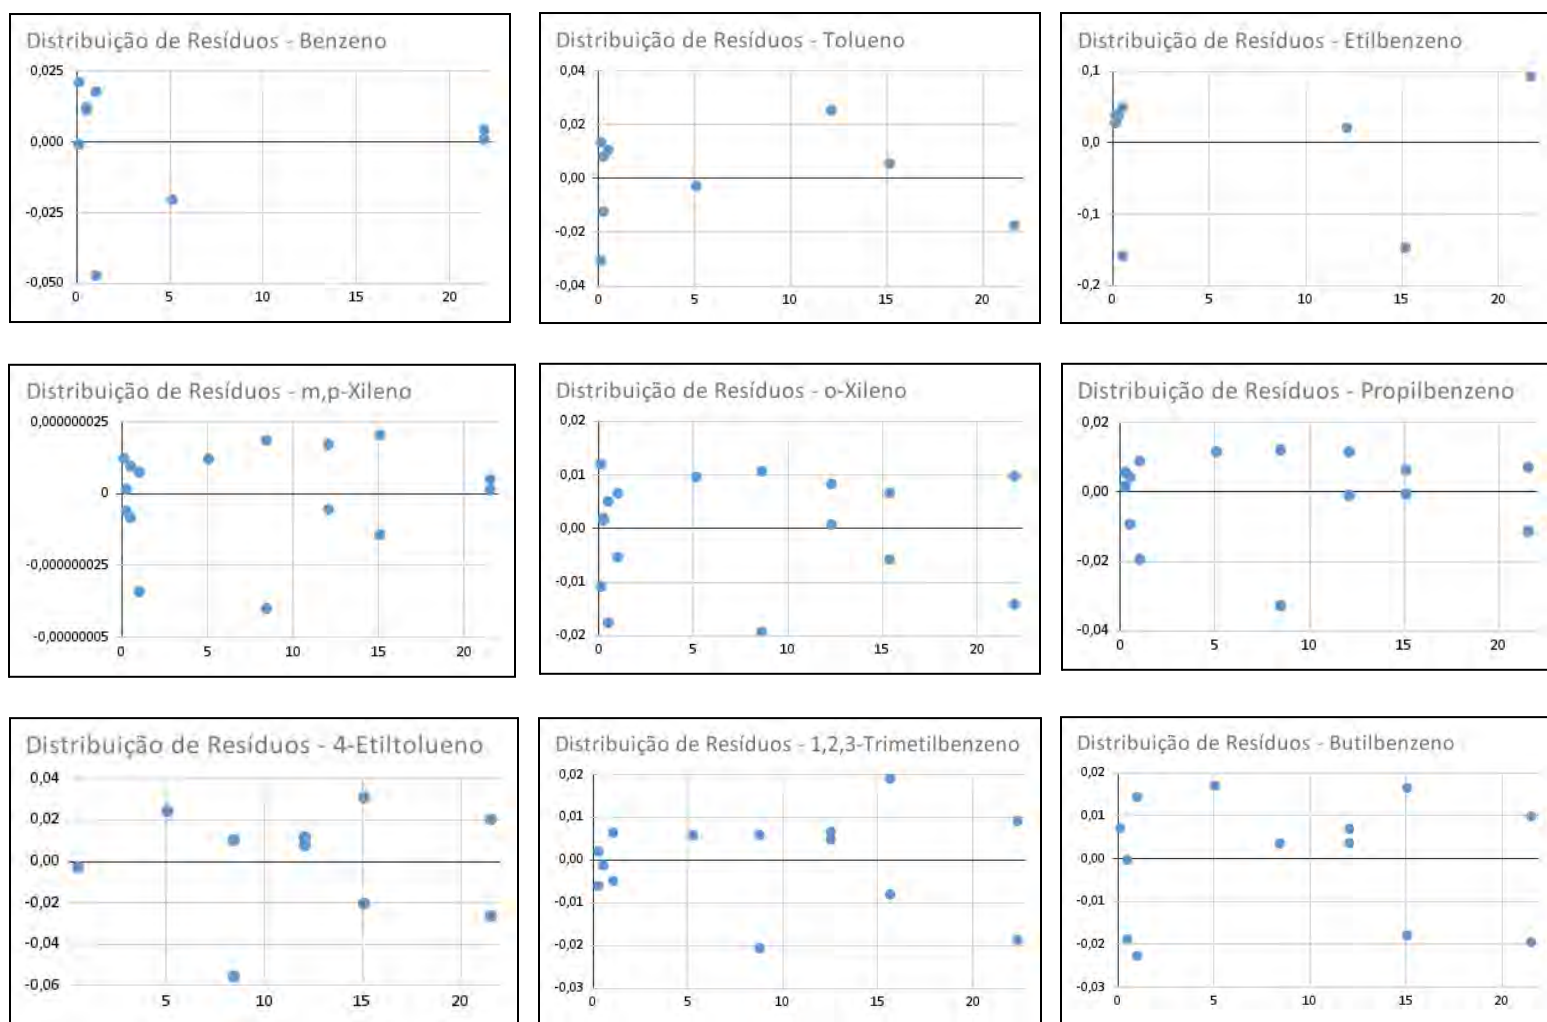 Distribuição de Resíduos - Benzeno
0,025
0,000
-0,025
-0,050
0 5 10 15 20
Distribuição de Resíduos - Tolueno
0,04
0,02
0,00
-0,02
-0,04
0 5 10 15 20
Distribuição de Resíduos - Etilbenzeno
0,1
0,0
-0,1
-0,2
0 5 10 15 20
Distribuição de Resíduos - m,p-Xileno
0,000000025
0
-0,000000025
-0,00000005
0 5 10 15 20
Distribuição de Resíduos - o-Xileno
0,02
0,01
0,00
-0,01
-0,02
0 5 10 15 20
Distribuição de Resíduos - Propilbenzeno
0,02
0,00
-0,02
-0,04
0 5 10 15 20
Distribuição de Resíduos - 4-Etiltolueno
0,04
0,02
0,00
-0,02
-0,04
-0,06
5 10 15 20
Distribuição de Resíduos - 1,2,3-Trimetilbenzeno
0,02
0,01
0,00
-0,01
-0,02
-0,03
0 5 10 15 20
Distribuição de Resíduos - Butilbenzeno
0,02
0,01
0,00
-0,01
-0,02
-0,03
0 5 10 15 20